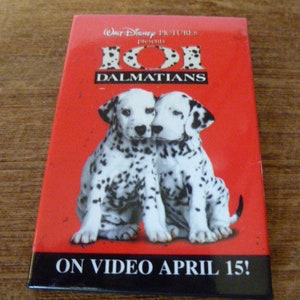 WALT DISNEY PICTURES
presents
101
DALMATIANS
ON VIDEO APRIL 15!